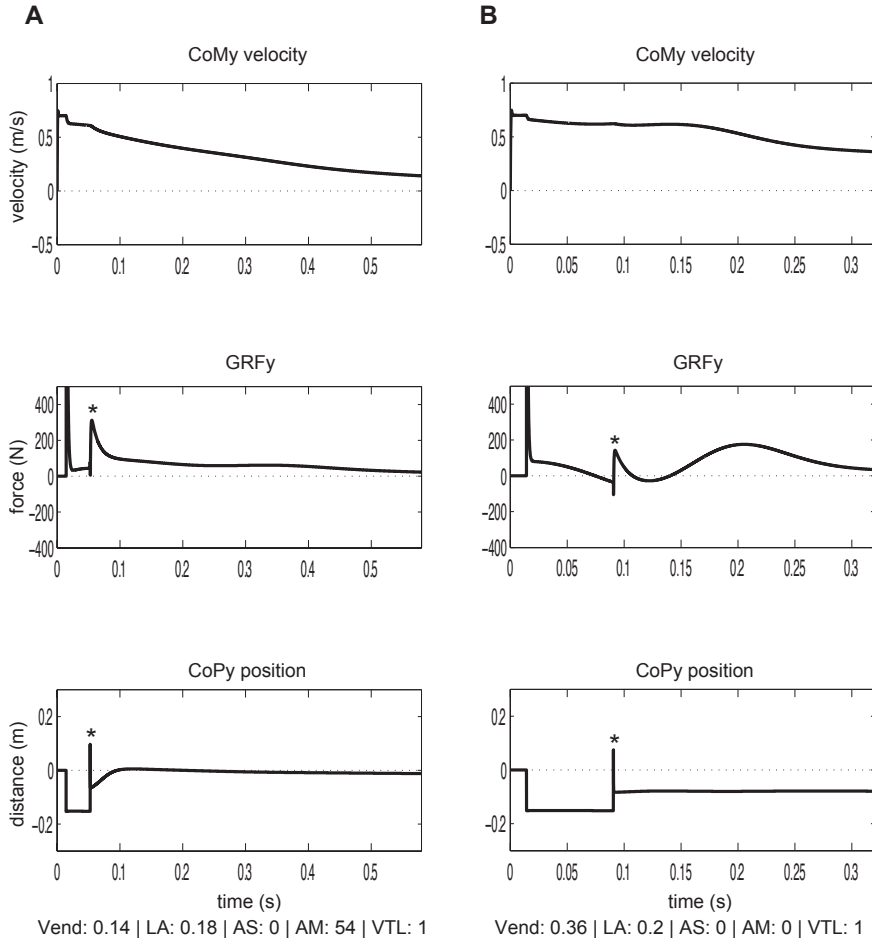 A
B
CoMy velocity
CoMy velocity
velocity (m/s)
1
0.5
0
−0.5
0 0.1 0.2 0.3 0.4 0.5
1
0.5
0
−0.5
0 0.05 0.1 0.15 0.2 0.25 0.3
GRFy
GRFy
force (N)
400
200
0
−200
−400
*
0 0.1 0.2 0.3 0.4 0.5
400
200
0
−200
−400
*
0 0.05 0.1 0.15 0.2 0.25 0.3
CoPy position
CoPy position
distance (m)
0.2
0
−0.2
*
0 0.1 0.2 0.3 0.4 0.5
0.2
0
−0.2
*
0 0.05 0.1 0.15 0.2 0.25 0.3
time (s)
time (s)
Vend: 0.14 | LA: 0.18 | AS: 0 | AM: 54 | VTL: 1
Vend: 0.36 | LA: 0.2 | AS: 0 | AM: 0 | VTL: 1